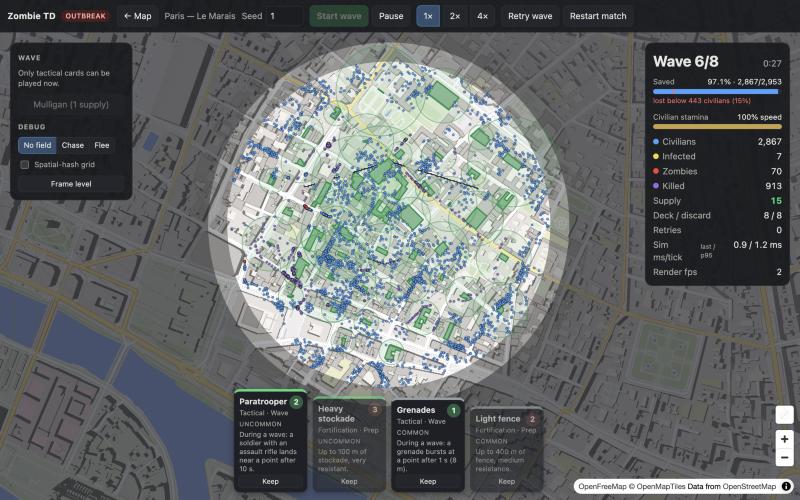 Zombie TD OUTBREAK ← Map Paris — Le Marais Seed 1 Start wave Pause 1× 2× 4× Retry wave Restart match
WAVE
Only tactical cards can be
played now.
Mulligan (1 supply)
DEBUG
No field Chase Flee
Spatial-hash grid
Frame level
Wave 6/8 0:27
Saved 97.1% · 2,867/2,953
lost below 443 civilians (15%)
Civilian stamina 100% speed
Civilians 2,867
Infected 7
Zombies 70
Killed 913
Supply 15
Deck / discard 8 / 8
Retries 0
Sim ms/tick last / p95 0.9 / 1.2 ms
Render fps 2
Paratrooper 2
Tactical · Wave
UNCOMMON
During a wave: a
soldier with an
assault rifle lands
near a point after
10 s.
Keep
Heavy
stockade 3
Fortification · Prep
UNCOMMON
Up to 100 m of
stockade, very
resistant.
Keep
Grenades 1
Tactical · Wave
COMMON
During a wave: a
grenade bursts at
a point after 1 s (8
m).
Keep
Light fence 2
Fortification · Prep
COMMON
Up to 400 m of
fence, medium
resistance.
Keep
+
−
OpenFreeMap © OpenMapTiles Data from OpenStreetMap